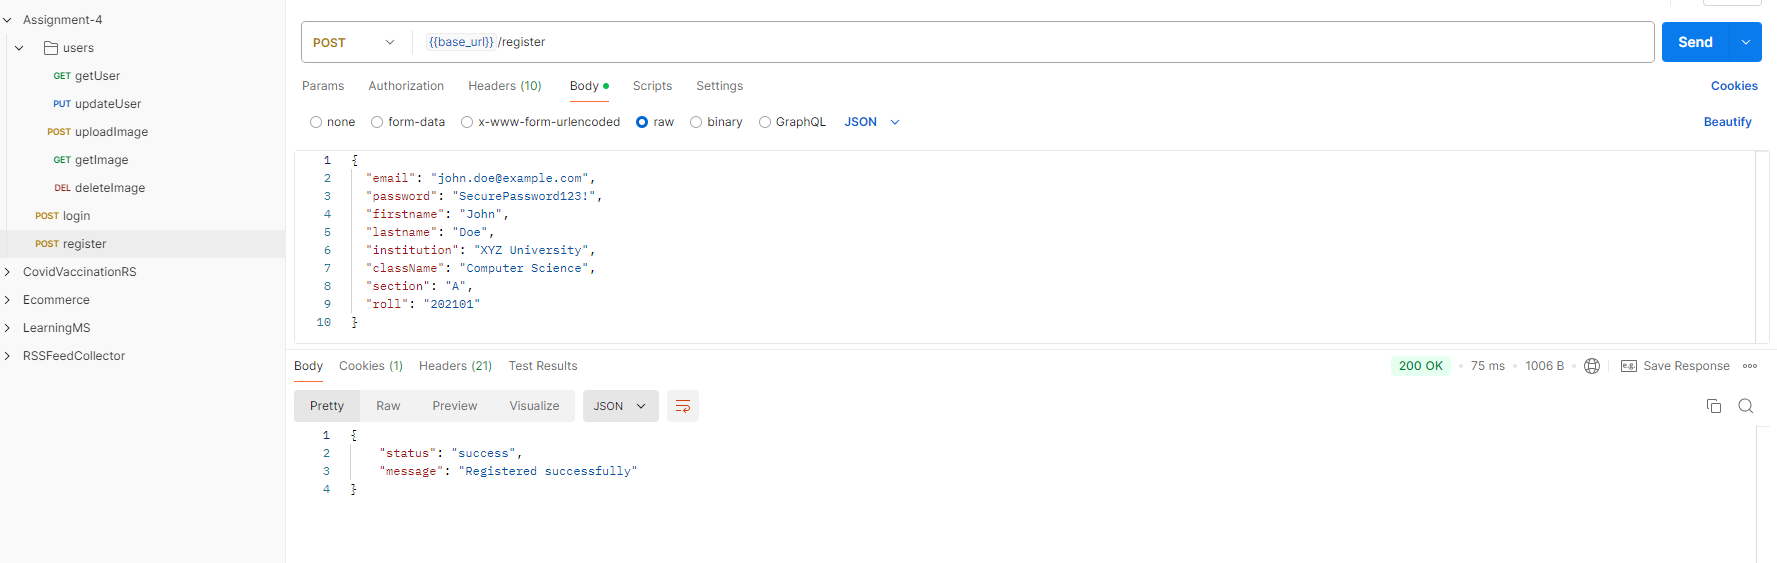 Assignment-4
users
GET getUser
PUT updateUser
POST uploadImage
GET getImage
DEL deleteImage
POST login
POST register
CovidVaccinationRS
Ecommerce
LearningMS
RSSFeedCollector
POST {{base_url}} /register Send
Params Authorization Headers (10) Body Scripts Settings Cookies
none form-data x-www-form-urlencoded raw binary GraphQL JSON Beautify
1 {
2 "email": "john.doe@example.com",
3 "password": "SecurePassword123!",
4 "firstname": "John",
5 "lastname": "Doe",
6 "institution": "XYZ University",
7 "className": "Computer Science",
8 "section": "A",
9 "roll": "202101"
10 }
Body Cookies (1) Headers (21) Test Results 200 OK • 75 ms • 1006 B • e.g. Save Response
Pretty Raw Preview Visualize JSON
1 {
2 "status": "success",
3 "message": "Registered successfully"
4 }